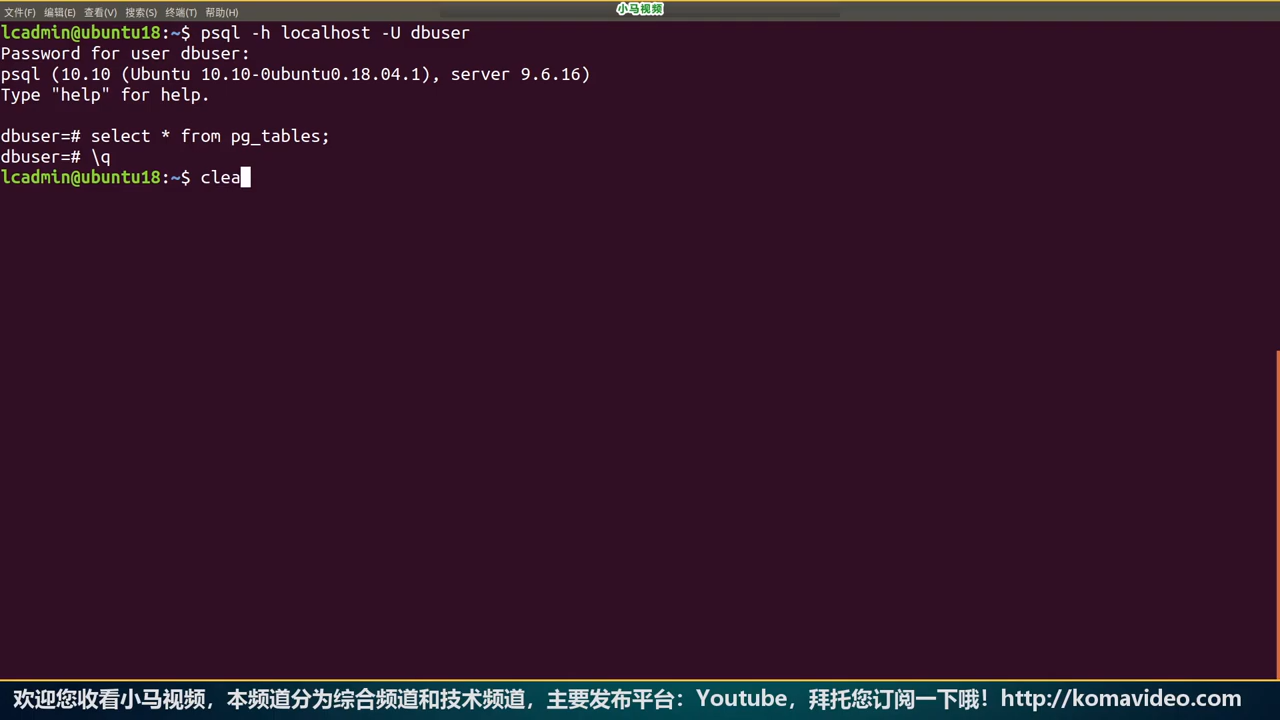 小马视频
文件(F) 编辑(E) 查看(V) 搜索(S) 终端(T) 帮助(H)
lcadmin@ubuntu18:~$ psql -h localhost -U dbuser
Password for user dbuser:
psql (10.10 (Ubuntu 10.10-0ubuntu0.18.04.1), server 9.6.16)
Type "help" for help.
dbuser=# select * from pg_tables;
dbuser=# \q
lcadmin@ubuntu18:~$ clea
欢迎您收看小马视频，本频道分为综合频道和技术频道，主要发布平台：Youtube，拜托您订阅一下哦！http://komavideo.com